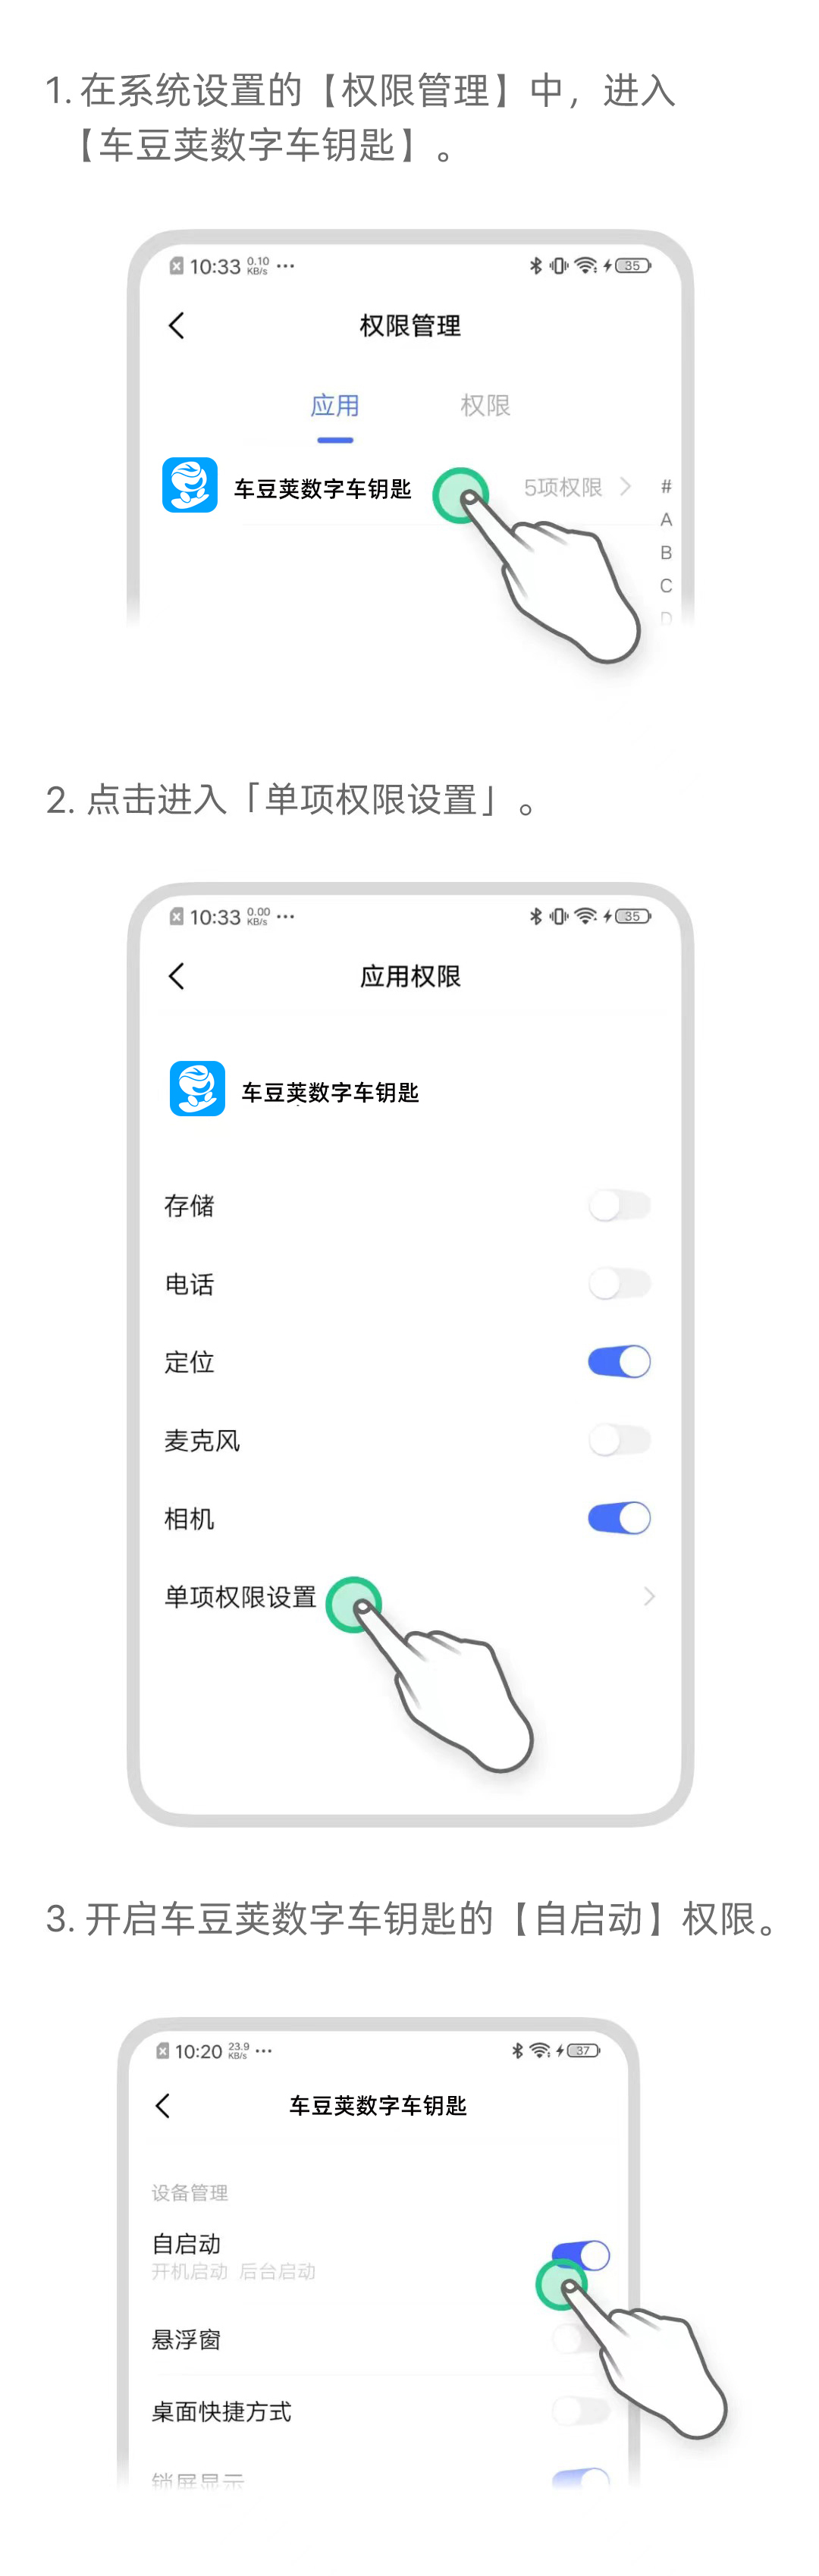 1. 在系统设置的【权限管理】中，进入
【车豆荚数字车钥匙】。
10:33 0.10 KB/s ··· 35
权限管理
应用 权限
车豆荚数字车钥匙 5项权限 #
A
B
C
D
2. 点击进入「单项权限设置」。
10:33 0.00 KB/s ··· 35
应用权限
车豆荚数字车钥匙
存储
电话
定位
麦克风
相机
单项权限设置
3. 开启车豆荚数字车钥匙的【自启动】权限。
10:20 23.9 KB/s ··· 37
车豆荚数字车钥匙
设备管理
自启动
开机启动 后台启动
悬浮窗
桌面快捷方式
锁屏显示